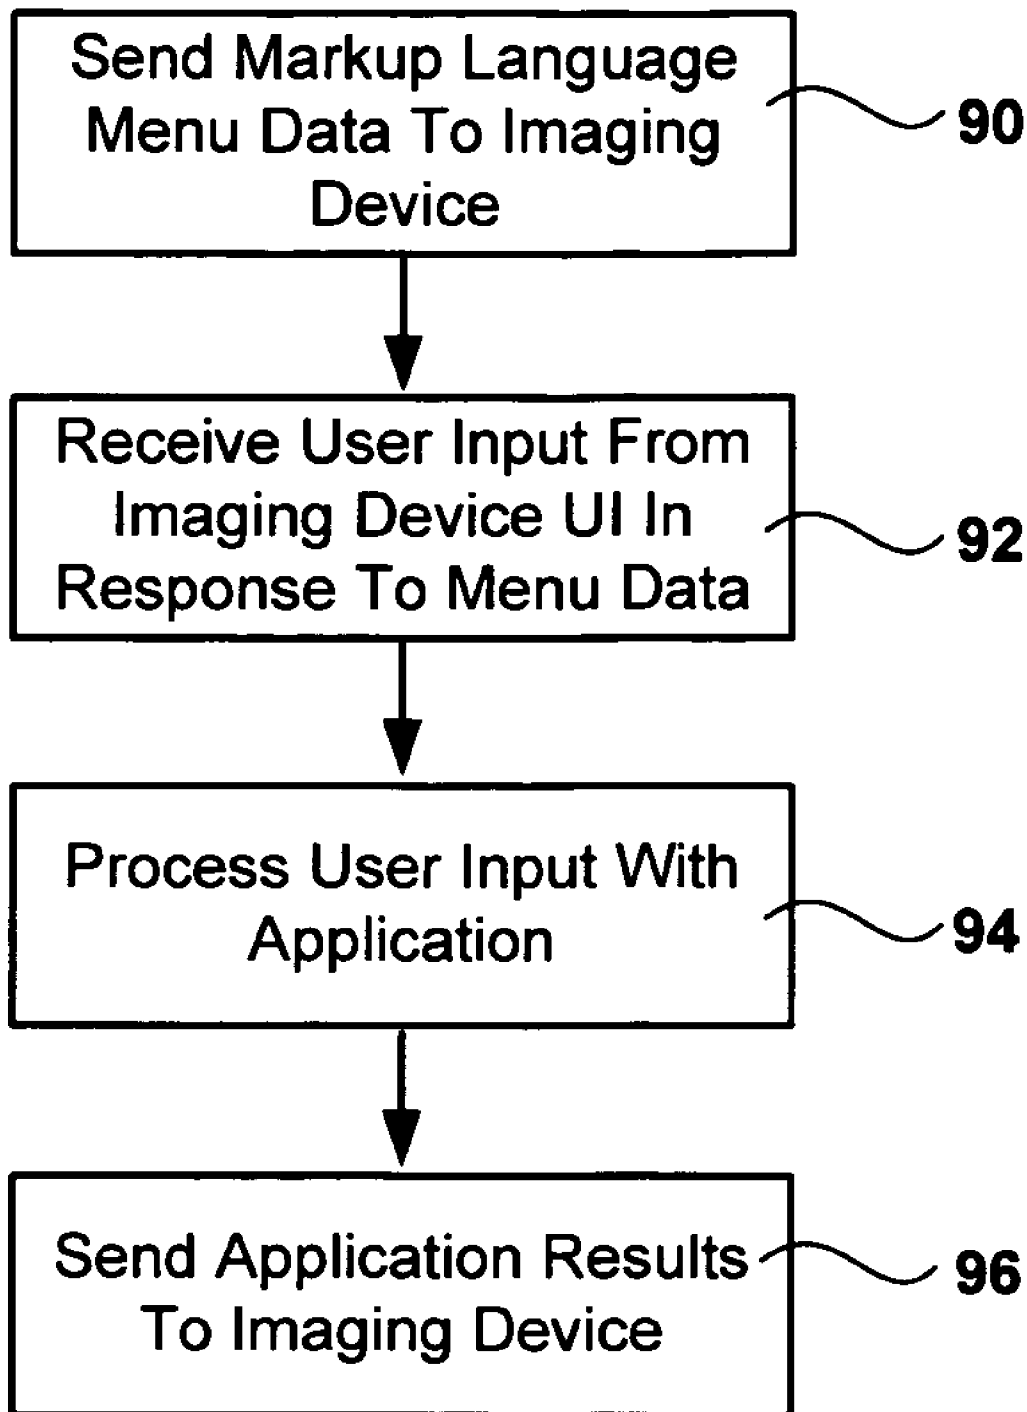 Send Markup Language
Menu Data To Imaging
Device
90
Receive User Input From
Imaging Device UI In
Response To Menu Data
92
Process User Input With
Application
94
Send Application Results
To Imaging Device
96